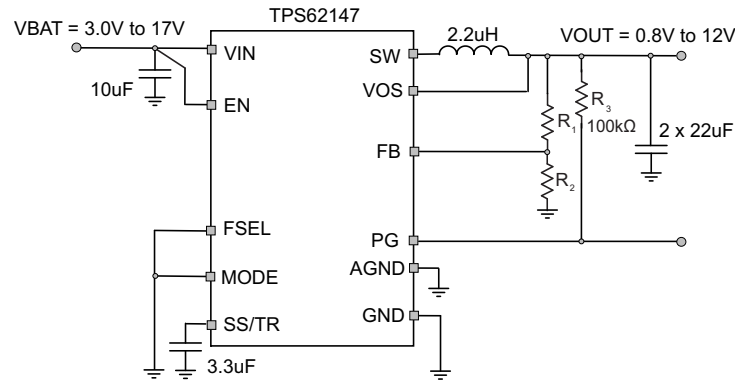 TPS62147
VBAT = 3.0V to 17V
VIN
SW
2.2uH
VOUT = 0.8V to 12V
10uF
EN
VOS
R₁
R₃
100kΩ
2 x 22uF
FB
R₂
FSEL
PG
MODE
AGND
SS/TR
GND
3.3uF